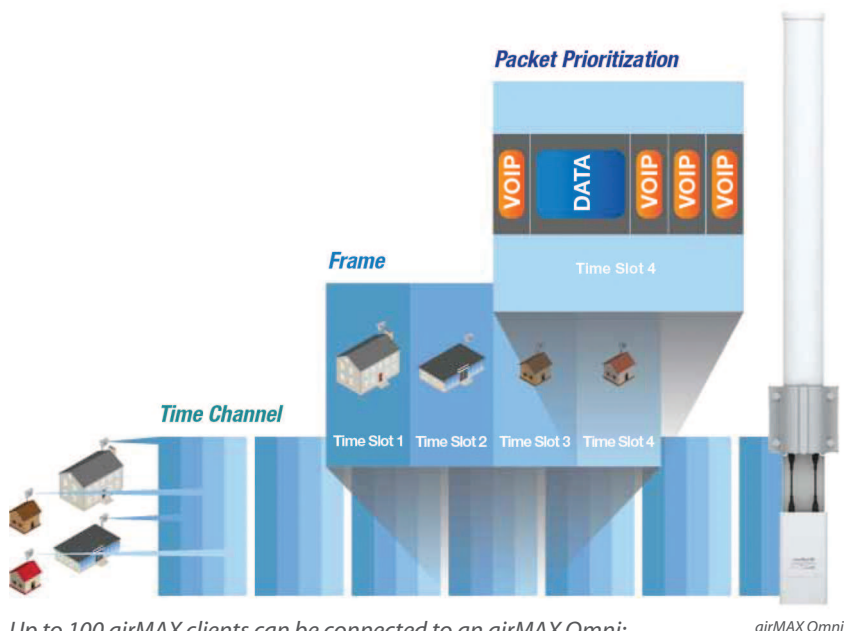 Packet Prioritization
VOIP
DATA
VOIP
VOIP
VOIP
Time Slot 4
Frame
Time Slot 1
Time Slot 2
Time Slot 3
Time Slot 4
Time Channel
Up to 100 airMAX clients can be connected to an airMAX Omni;
airMAX Omni